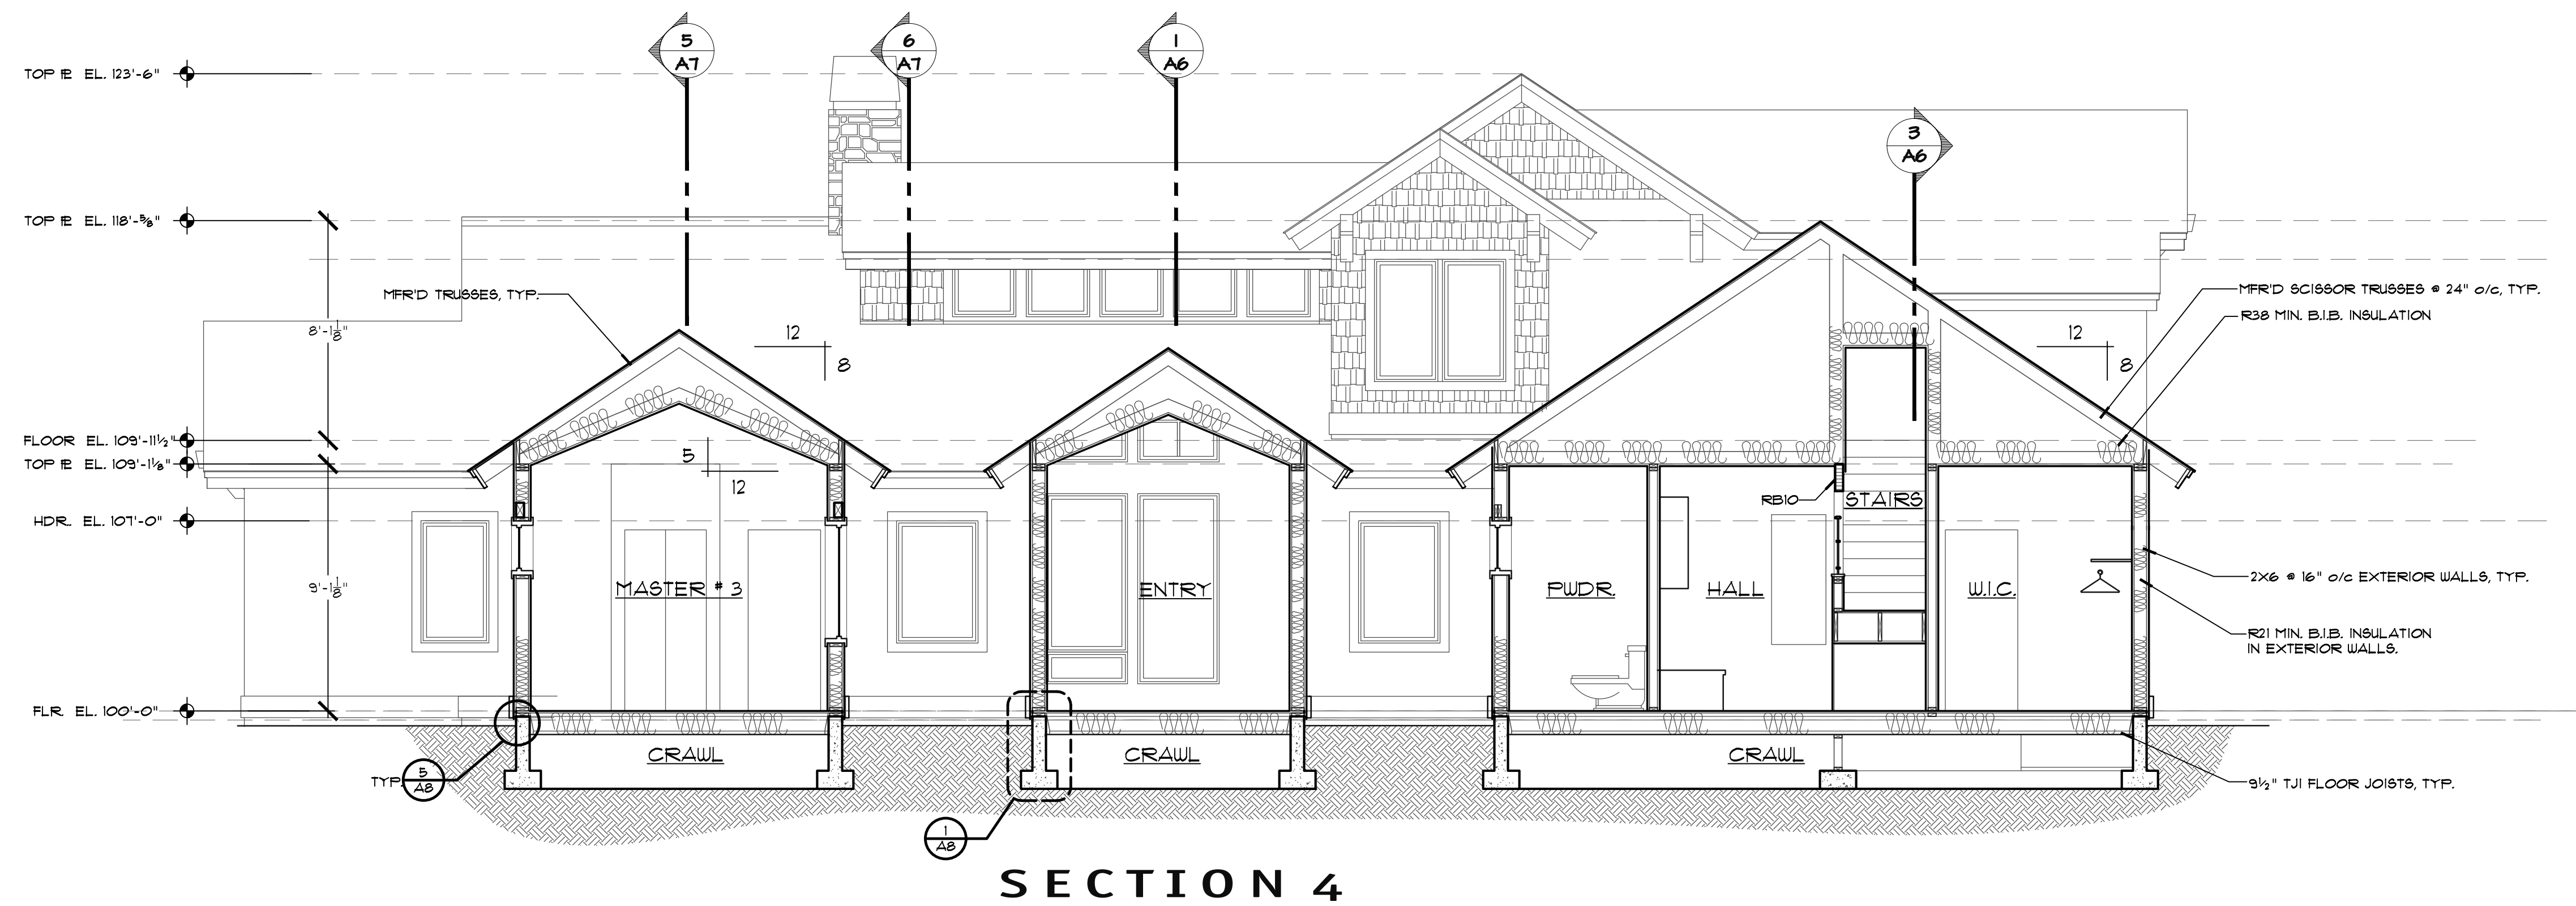 5
A7
6
A7
1
A6
3
A6
TOP PL EL. 123'-6"
TOP PL EL. 118'-5/8"
MFR'D TRUSSES, TYP.
8'-1 1/8"
12
8
MFR'D SCISSOR TRUSSES @ 24" o/c, TYP.
R38 MIN. B.I.B. INSULATION
12
8
FLOOR EL. 109'-11 1/2"
TOP PL EL. 109'-1 1/8"
5
12
HDR. EL. 107'-0"
RB10
STAIRS
9'-1 1/8"
MASTER # 3
ENTRY
PWDR.
HALL
W.I.C.
2X6 @ 16" o/c EXTERIOR WALLS, TYP.
R21 MIN. B.I.B. INSULATION
IN EXTERIOR WALLS.
FLR. EL. 100'-0"
CRAWL
CRAWL
CRAWL
TYP.
5
A8
9 1/2" TJI FLOOR JOISTS, TYP.
1
A8
SECTION 4